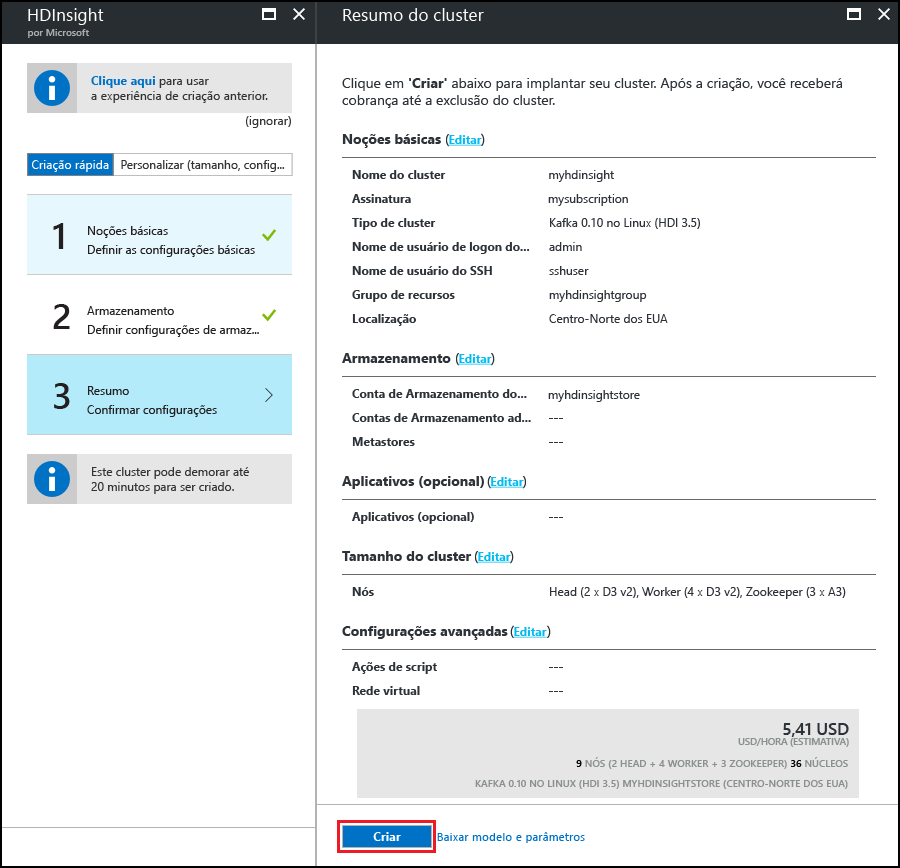 HDInsight
por Microsoft
Clique aqui para usar
a experiência de criação anterior.
(ignorar)
Criação rápida
Personalizar (tamanho, config...
1
Noções básicas
Definir as configurações básicas
2
Armazenamento
Definir configurações de armaz...
3
Resumo
Confirmar configurações
Este cluster pode demorar até
20 minutos para ser criado.
Resumo do cluster
Clique em 'Criar' abaixo para implantar seu cluster. Após a criação, você receberá
cobrança até a exclusão do cluster.
Noções básicas (Editar)
Nome do cluster myhdinsight
Assinatura mysubscription
Tipo de cluster Kafka 0.10 no Linux (HDI 3.5)
Nome de usuário de logon do... admin
Nome de usuário do SSH sshuser
Grupo de recursos myhdinsightgroup
Localização Centro-Norte dos EUA
Armazenamento (Editar)
Conta de Armazenamento do... myhdinsightstore
Contas de Armazenamento ad... ---
Metastores ---
Aplicativos (opcional) (Editar)
Aplicativos (opcional) ---
Tamanho do cluster (Editar)
Nós Head (2 x D3 v2), Worker (4 x D3 v2), Zookeeper (3 x A3)
Configurações avançadas (Editar)
Ações de script ---
Rede virtual ---
5,41 USD
USD/HORA (ESTIMATIVA)
9 NÓS (2 HEAD + 4 WORKER + 3 ZOOKEEPER) 36 NÚCLEOS
KAFKA 0.10 NO LINUX (HDI 3.5) MYHDINSIGHTSTORE (CENTRO-NORTE DOS EUA)
Criar
Baixar modelo e parâmetros